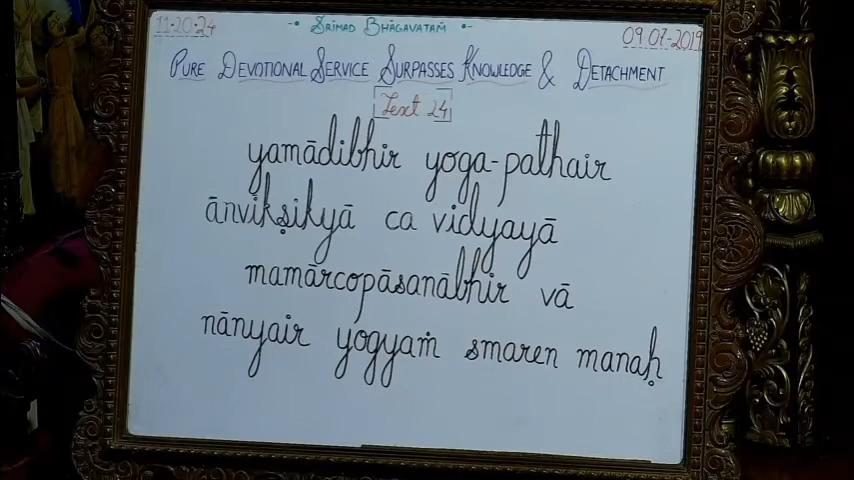 11·20·24 -• Srimad Bhāgavatam •- 09.07.2019
Pure Devotional Service Surpasses Knowledge & Detachment
Text 24
yamādibhir yoga-pathair
ānvīkṣikyā ca vidyayā
mamārcopāsanābhir vā
nānyair yogyaṁ smaren manaḥ